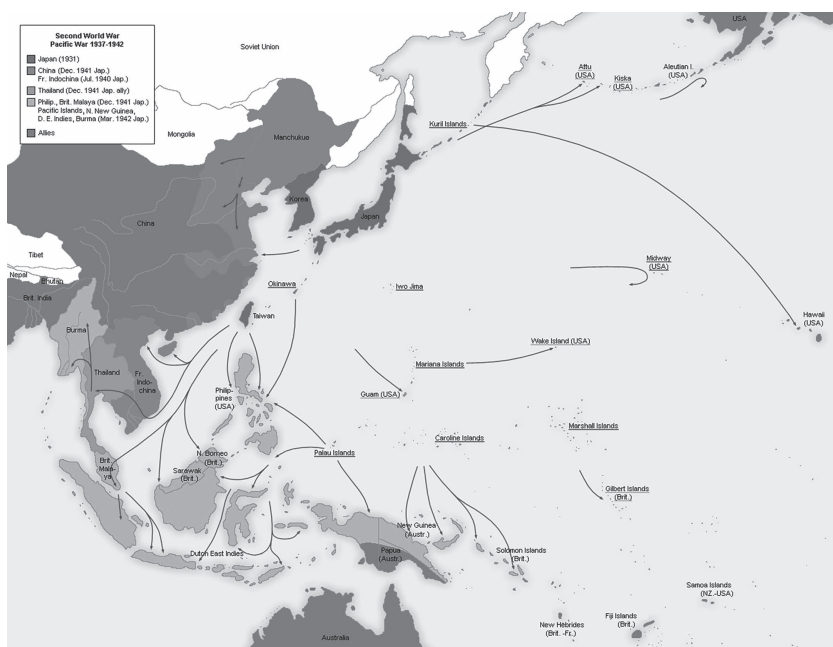 Second World War
Pacific War 1937-1942
Japan (1931)
China (Dec. 1941 Jap.)
Fr. Indochina (Jul. 1940 Jap.)
Thailand (Dec. 1941 Jap. ally)
Philip., Brit. Malaya (Dec. 1941 Jap.)
Pacific Islands, N. New Guinea,
D. E. Indies, Burma (Mar. 1942 Jap.)
Allies
Soviet Union
USA
Attu
(USA)
Kiska
(USA)
Aleutian I.
(USA)
Kuril Islands
Mongolia
Manchukuo
Korea
Japan
China
Tibet
Nepal
Bhutan
Brit. India
Okinawa
Iwo Jima
Midway
(USA)
Hawaii
(USA)
Taiwan
Burma
Wake Island (USA)
Thailand
Fr.
Indo-
china
Mariana Islands
Philip-
pines
(USA)
Guam (USA)
Marshall Islands
Caroline Islands
Palau Islands
N. Borneo
(Brit.)
Brit
Mala-
ya
Sarawak
(Brit.)
Gilbert Islands
(Brit.)
New Guinea
(Austr.)
Dutch East Indies
Papua
(Austr.)
Solomon Islands
(Brit.)
Samoa Islands
(NZ.-USA)
New Hebrides
(Brit. -Fr.)
Fiji Islands
(Brit.)
Australia